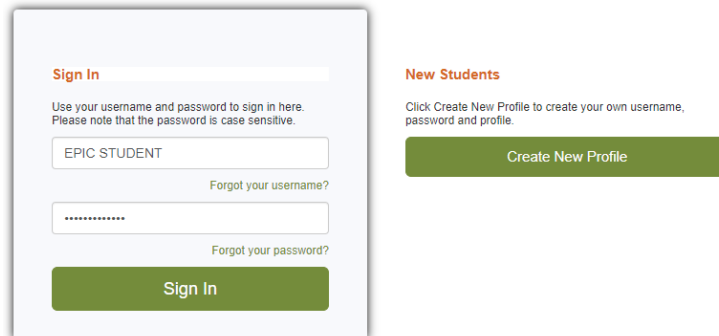 Sign In
Use your username and password to sign in here.
Please note that the password is case sensitive.
EPIC STUDENT
Forgot your username?
•••••••••••••
Forgot your password?
Sign In
New Students
Click Create New Profile to create your own username,
password and profile.
Create New Profile